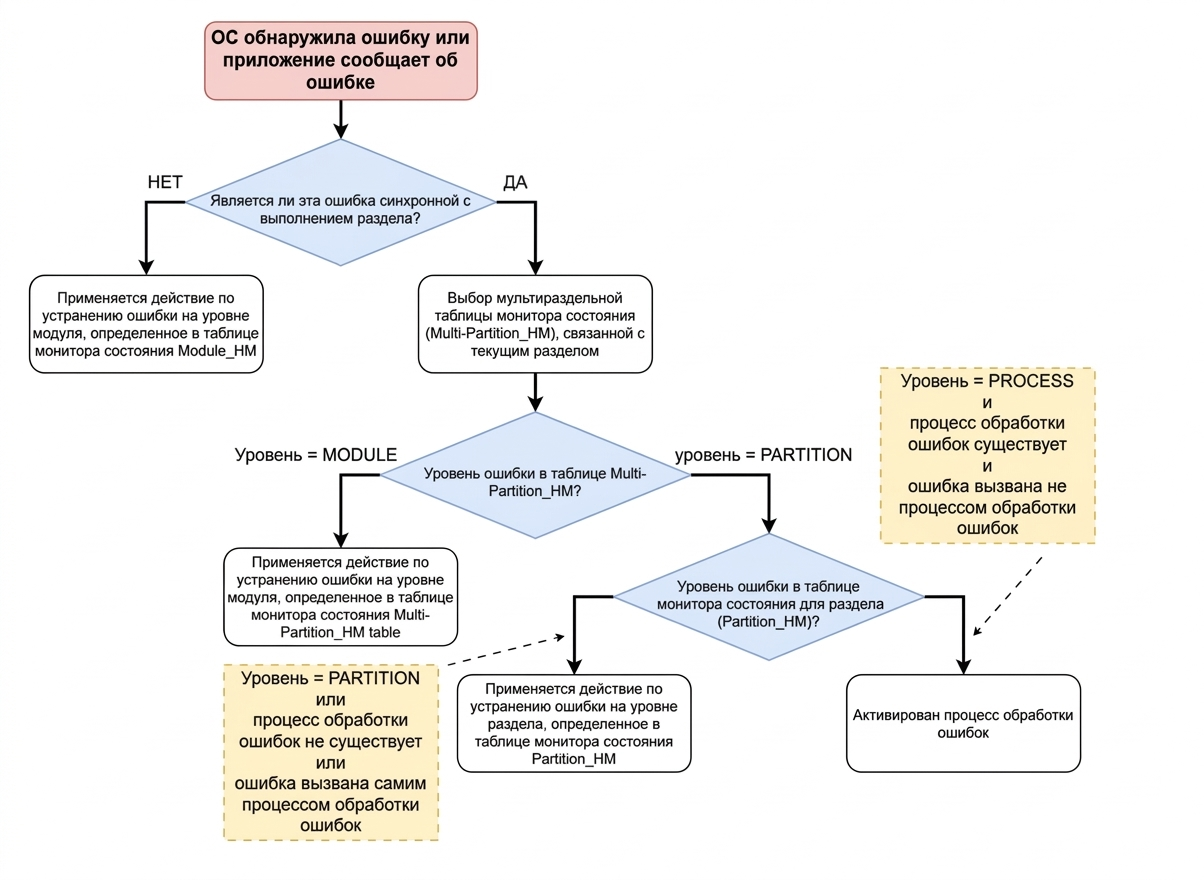 ОС обнаружила ошибку или
приложение сообщает об
ошибке
НЕТ
ДА
Является ли эта ошибка синхронной с
выполнением раздела?
Применяется действие по
устранению ошибки на уровне
модуля, определенное в таблице
монитора состояния Module_HM
Выбор мультираздельной
таблицы монитора состояния
(Multi-Partition_HM), связанной с
текущим разделом
Уровень = PROCESS
и
процесс обработки
ошибок существует
и
ошибка вызвана не
процессом обработки
ошибок
Уровень = MODULE
уровень = PARTITION
Уровень ошибки в таблице Multi-
Partition_HM?
Применяется действие по
устранению ошибки на уровне
модуля, определенное в таблице
монитора состояния Multi-
Partition_HM table
Уровень ошибки в таблице
монитора состояния для раздела
(Partition_HM)?
Уровень = PARTITION
или
процесс обработки
ошибок не существует
или
ошибка вызвана самим
процессом обработки
ошибок
Применяется действие по
устранению ошибки на уровне
раздела, определенное в
таблице монитора состояния
Partition_HM
Активирован процесс обработки
ошибок